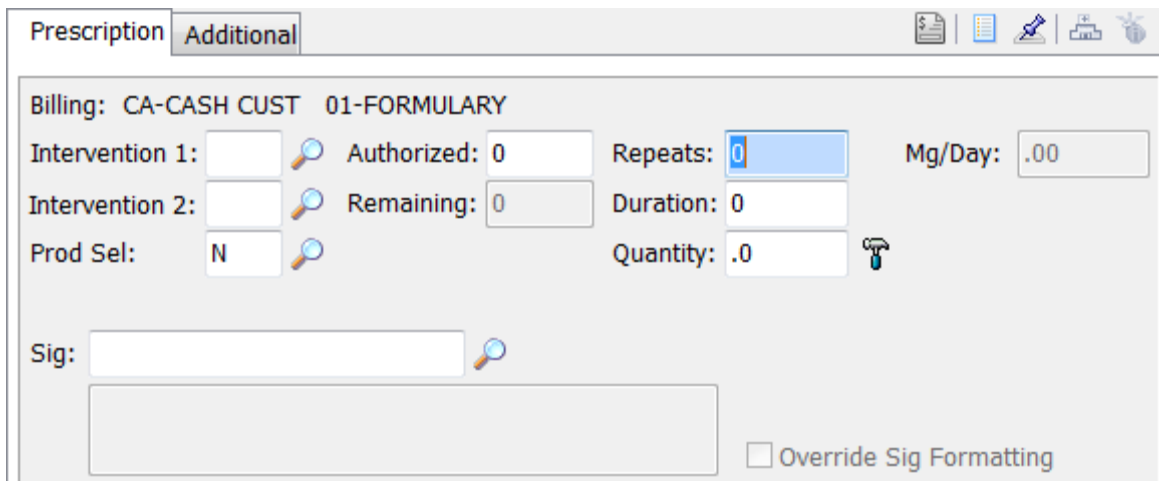 Prescription Additional
Billing: CA-CASH CUST 01-FORMULARY
Intervention 1: Authorized: 0 Repeats: 0 Mg/Day: .00
Intervention 2: Remaining: 0 Duration: 0
Prod Sel: N Quantity: .0
Sig:
Override Sig Formatting